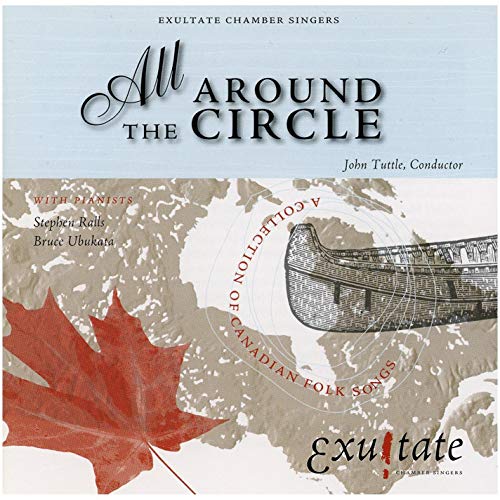 EXULTATE CHAMBER SINGERS
All AROUND
THE CIRCLE
John Tuttle, Conductor
WITH PIANISTS
Stephen Ralls
Bruce Ubukata
A COLLECTION OF CANADIAN FOLK SONGS
Exultate
CHAMBER SINGERS